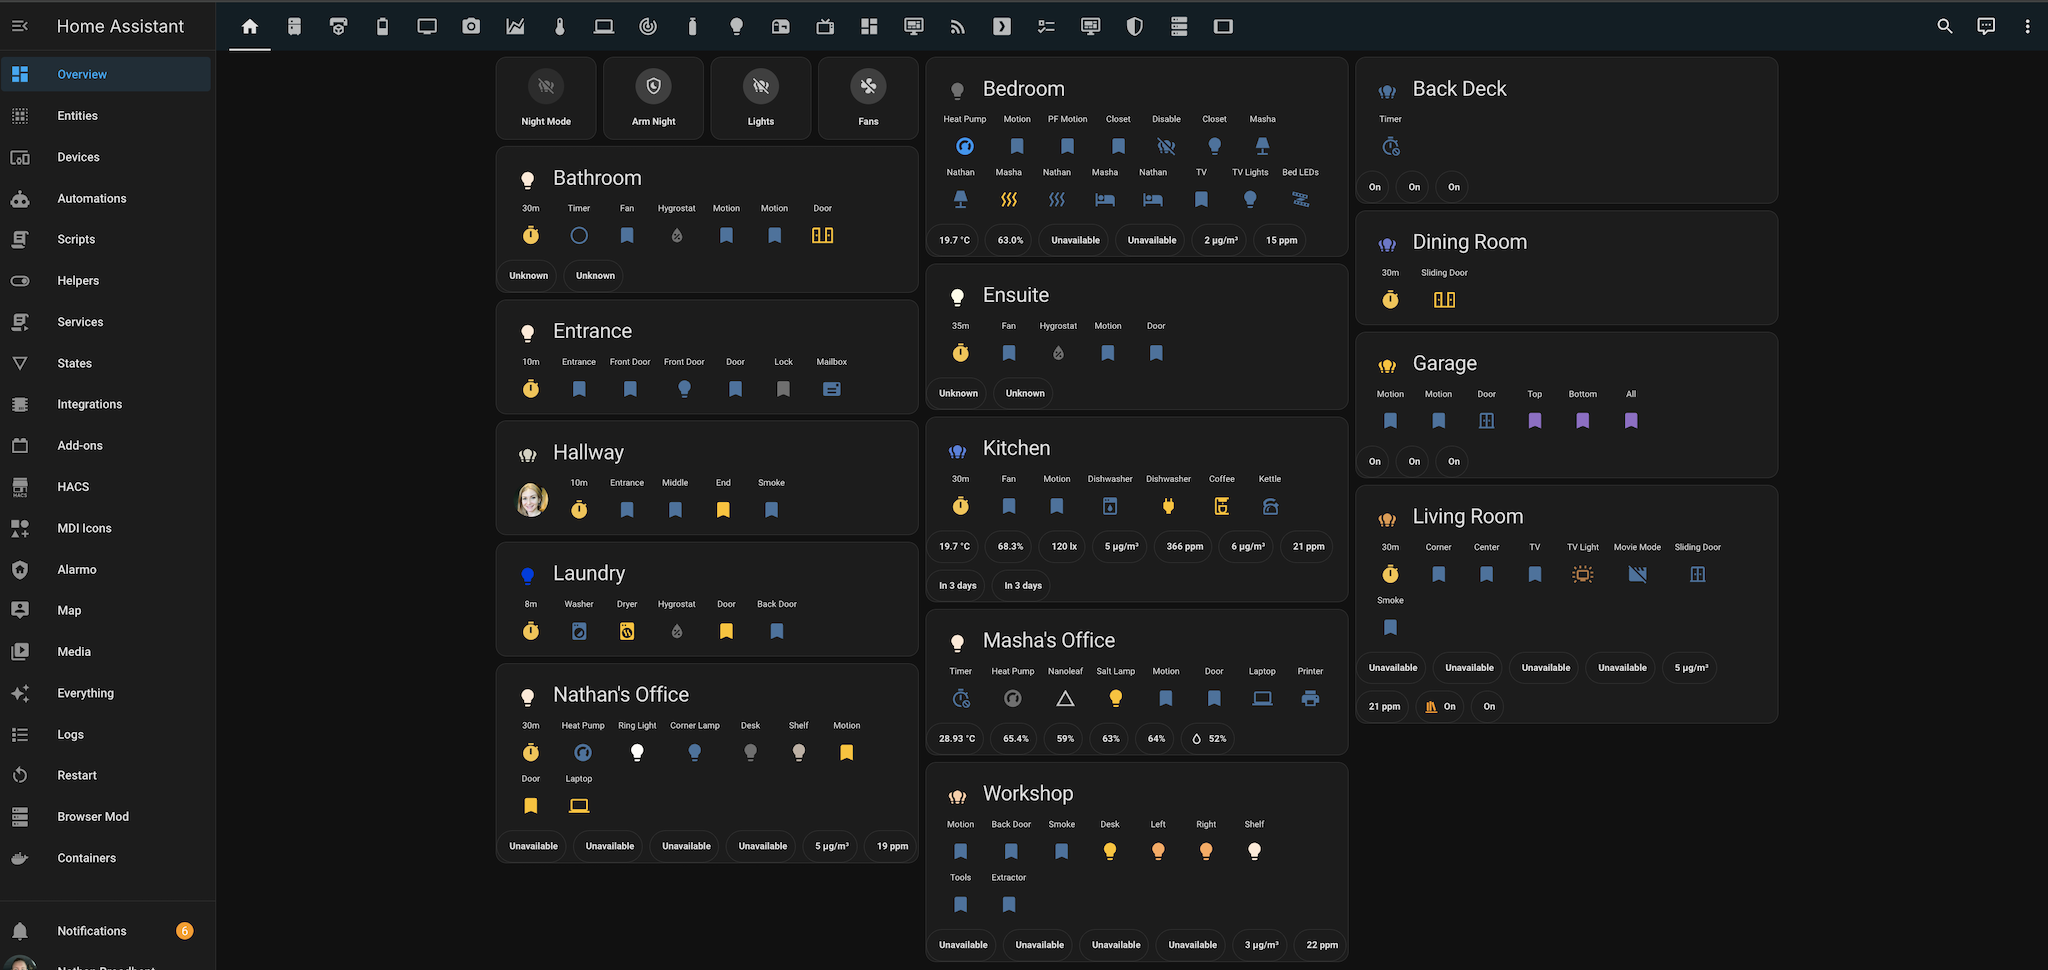 Home Assistant
Overview
Entities
Devices
Automations
Scripts
Helpers
Services
States
Integrations
Add-ons
HACS
HACS
MDI Icons
Alarmo
Map
Media
Everything
Logs
Restart
Browser Mod
Containers
Notifications 6
Night Mode Arm Night Lights Fans
Bathroom
30m Timer Fan Hygrostat Motion Motion Door
Unknown Unknown
Entrance
10m Entrance Front Door Front Door Door Lock Mailbox
Hallway
10m Entrance Middle End Smoke
Laundry
8m Washer Dryer Hygrostat Door Back Door
Nathan's Office
30m Heat Pump Ring Light Corner Lamp Desk Shelf Motion
Door Laptop
Unavailable Unavailable Unavailable Unavailable 5 µg/m³ 19 ppm
Bedroom
Heat Pump Motion PF Motion Closet Disable Closet Masha
Nathan Masha Nathan Masha Nathan TV TV Lights Bed LEDs
19.7 °C 63.0% Unavailable Unavailable 2 µg/m³ 15 ppm
Ensuite
35m Fan Hygrostat Motion Door
Unknown Unknown
Kitchen
30m Fan Motion Dishwasher Dishwasher Coffee Kettle
19.7 °C 68.3% 120 lx 5 µg/m³ 366 ppm 6 µg/m³ 21 ppm
In 3 days In 3 days
Masha's Office
Timer Heat Pump Nanoleaf Salt Lamp Motion Door Laptop Printer
28.93 °C 65.4% 59% 63% 64% 52%
Workshop
Motion Back Door Smoke Desk Left Right Shelf
Tools Extractor
Unavailable Unavailable Unavailable Unavailable 3 µg/m³ 22 ppm
Back Deck
Timer
On On On
Dining Room
30m Sliding Door
Garage
Motion Motion Door Top Bottom All
On On On
Living Room
30m Corner Center TV TV Light Movie Mode Sliding Door
Smoke
Unavailable Unavailable Unavailable Unavailable 5 µg/m³
21 ppm On On